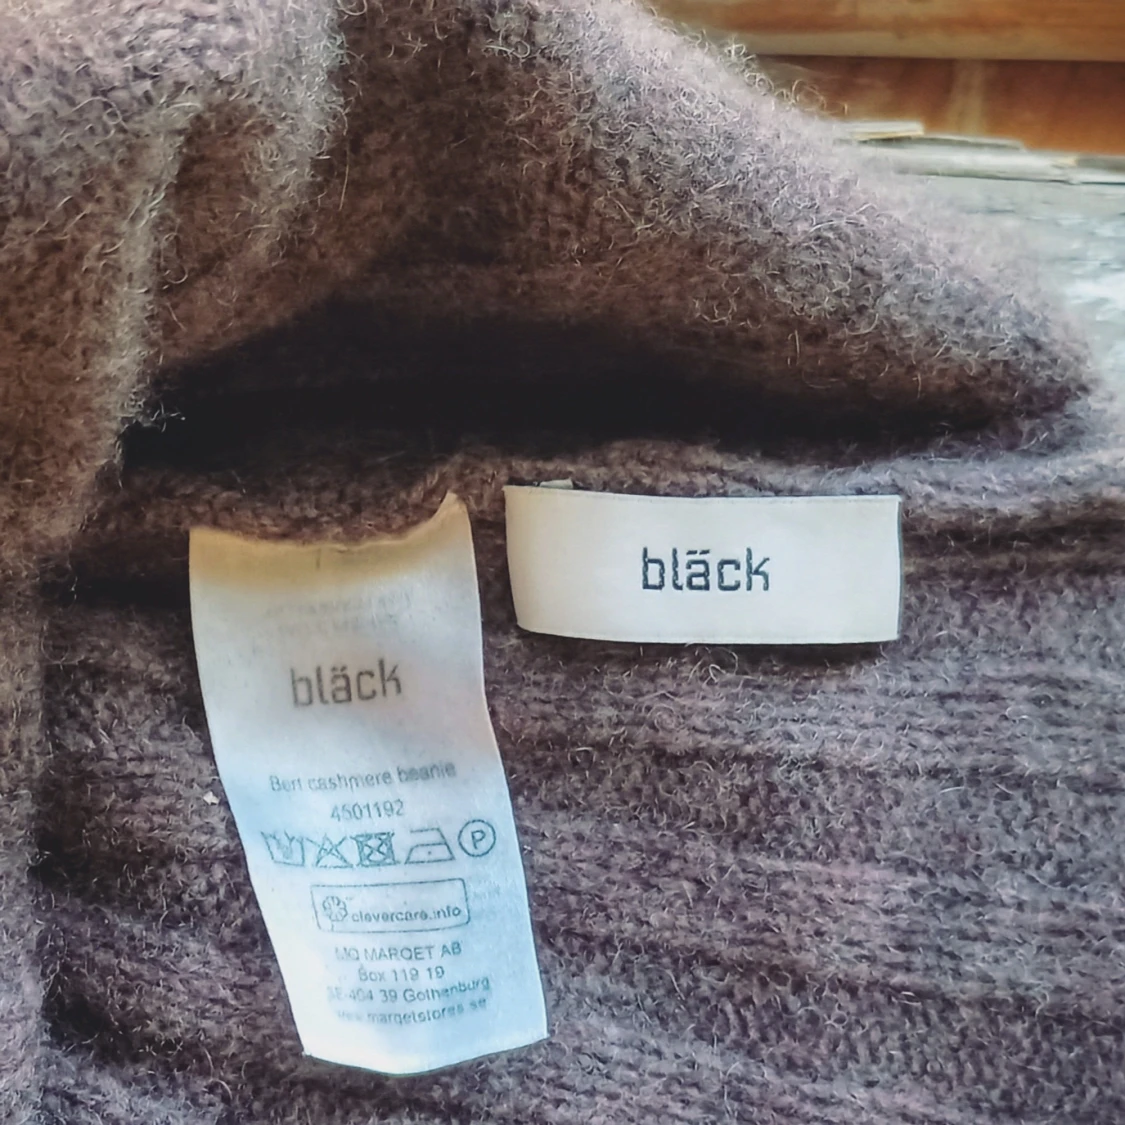 bläck
bläck
Bert cashmere beanie
4501192
P
clevercare.info
MQ MARQET AB
Box 119 19
SE-404 39 Gothenburg
www.marqetstores.se